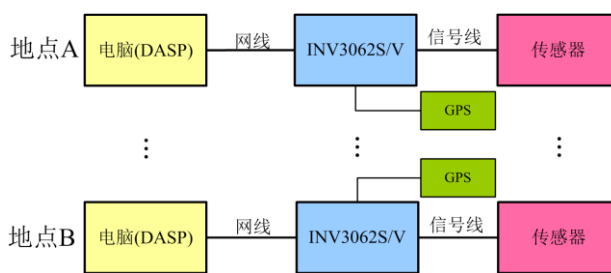 网线
信号线
地点A
电脑(DASP)
INV3062S/V
传感器
GPS
⋮
⋮
⋮
GPS
地点B
电脑(DASP)
网线
INV3062S/V
信号线
传感器